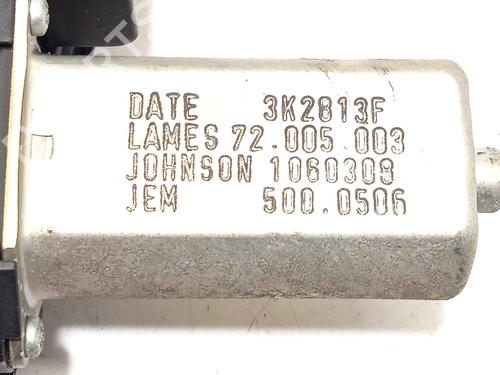 DATE 3K2813F
LAMES 72.005.003
JOHNSON 1060308
JEM 500.0506